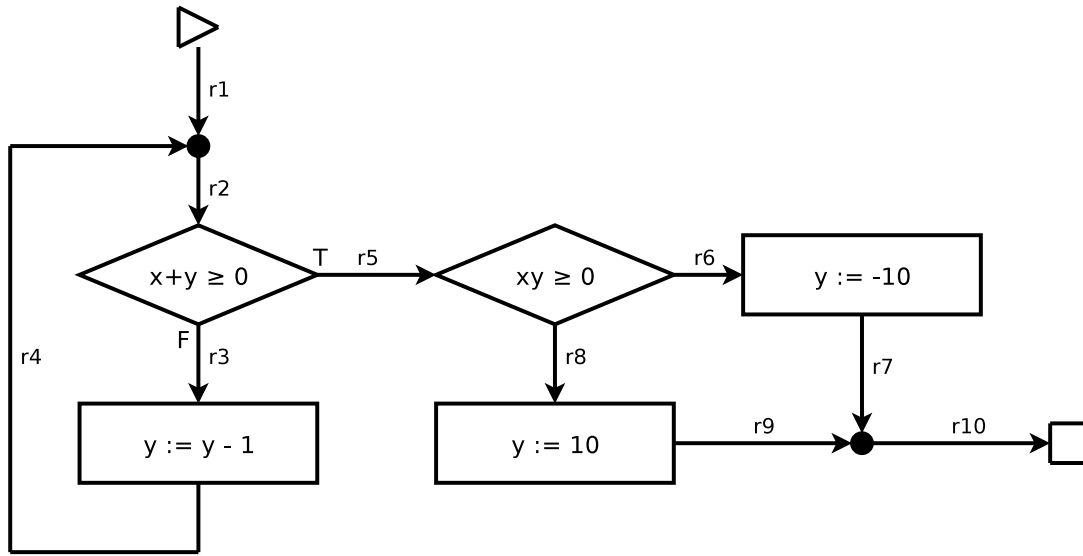 r1
r2
x+y ≥ 0
T
r5
xy ≥ 0
r6
y := -10
F
r3
r4
r8
r7
y := y - 1
y := 10
r9
r10